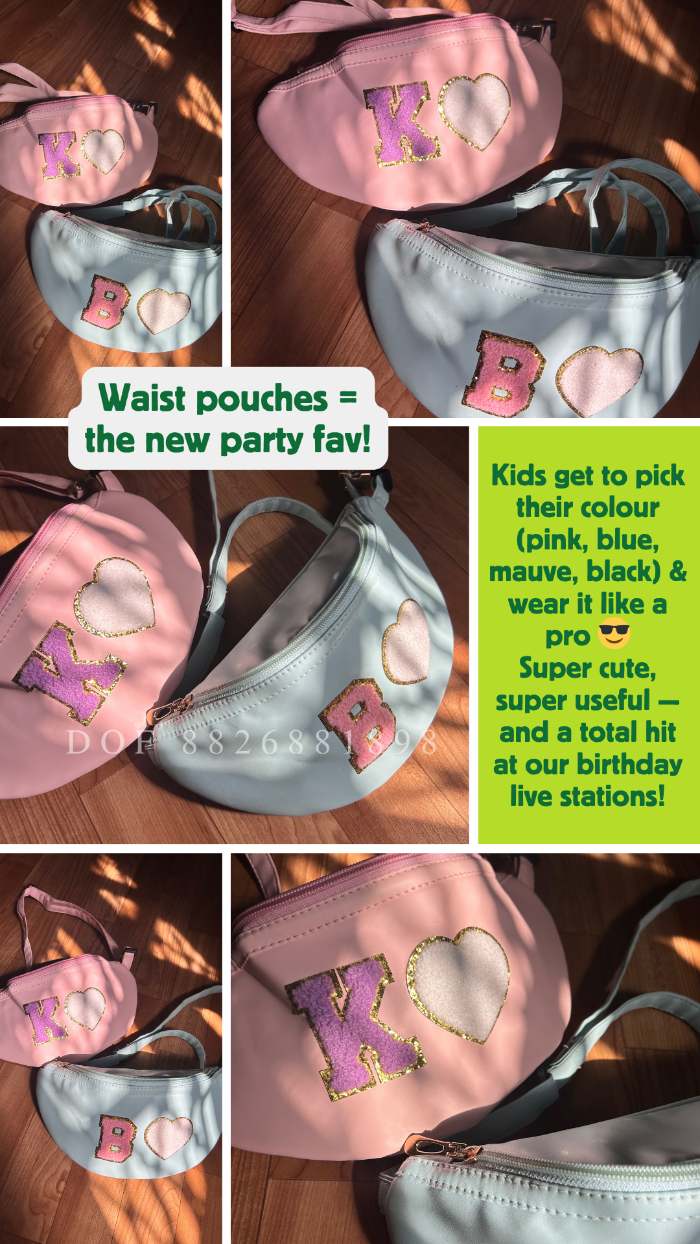 K
B
K
B
Waist pouches =
the new party fav!
K
B
DOF 8826881898
Kids get to pick
their colour
(pink, blue,
mauve, black) &
wear it like a
pro 😎
Super cute,
super useful —
and a total hit
at our birthday
live stations!
K
B
K